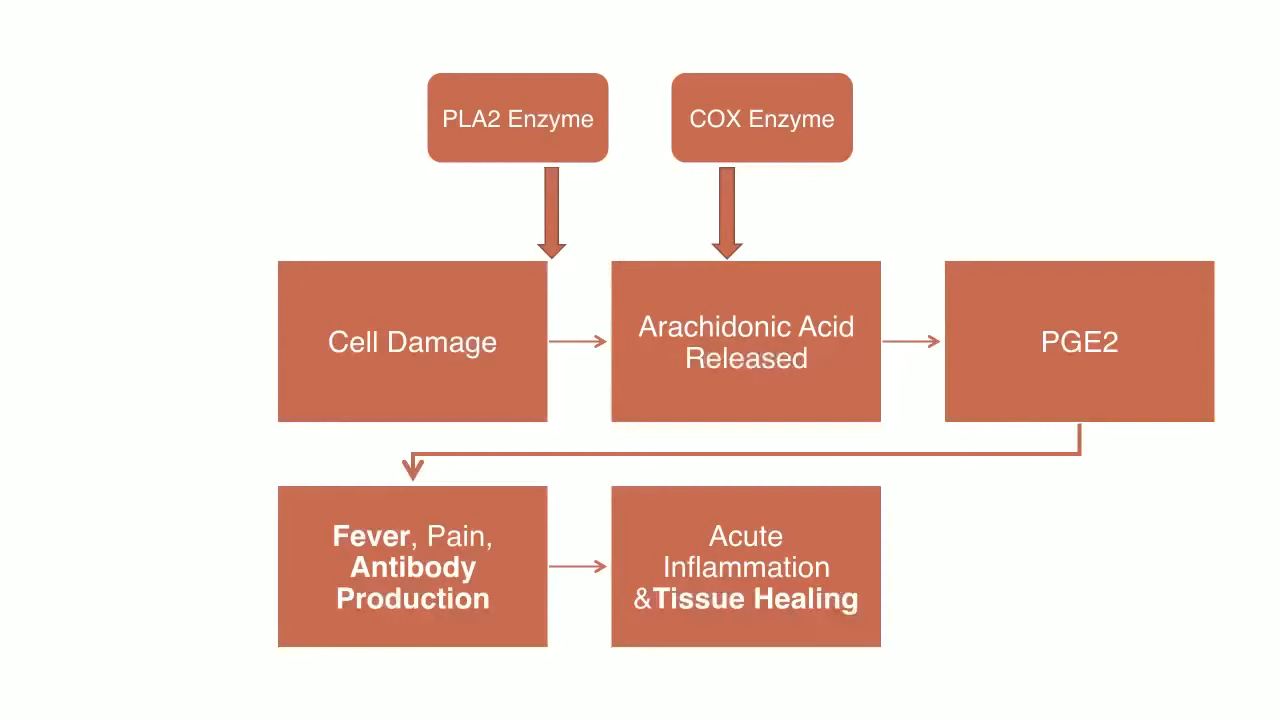 PLA2 Enzyme
COX Enzyme
Cell Damage
Arachidonic Acid
Released
PGE2
Fever, Pain,
Antibody
Production
Acute
Inflammation
&Tissue Healing